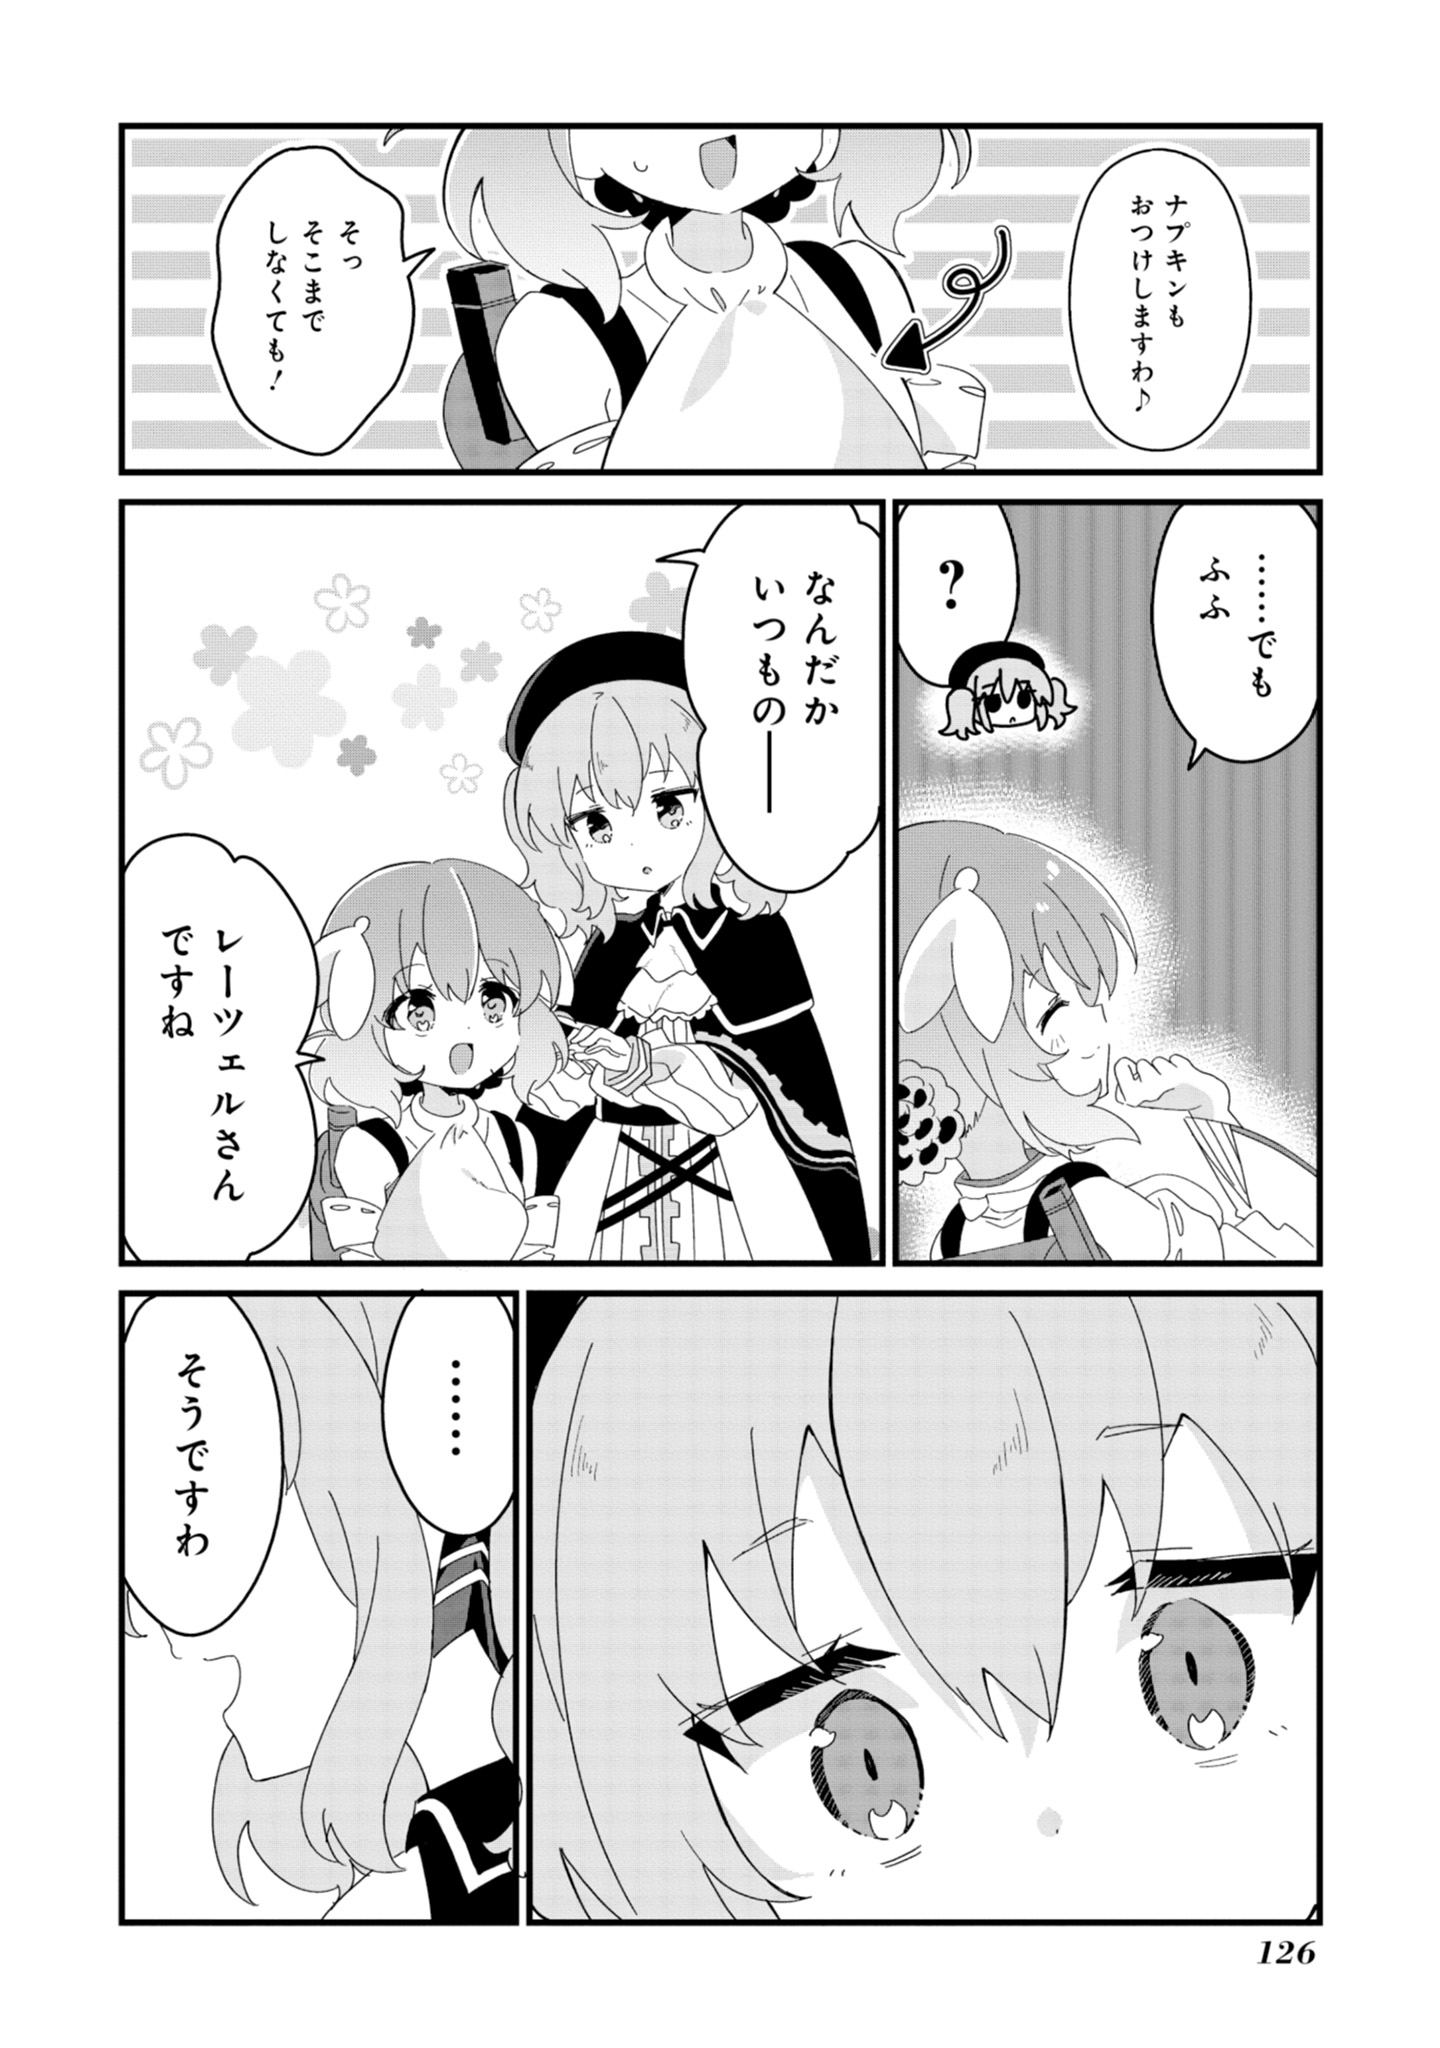 ナプキンも
おつけしますわ♪
そっ
そこまで
しなくても！
……でも
ふふ
？
なんだか
いつもの――
レーツェルさん
ですね
……
そうですわ
126